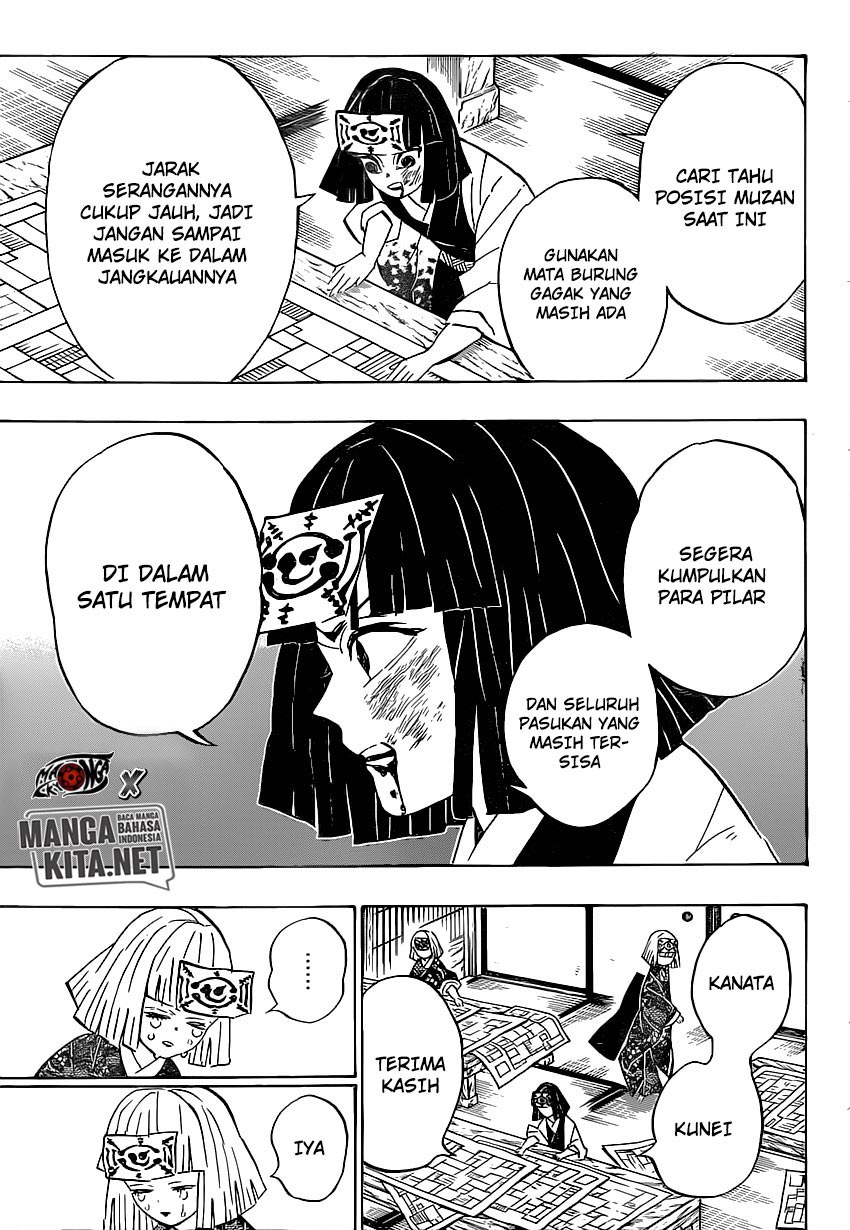 CARI TAHU
POSISI MUZAN
SAAT INI
GUNAKAN
MATA BURUNG
GAGAK YANG
MASIH ADA
JARAK
SERANGANNYA
CUKUP JAUH, JADI
JANGAN SAMPAI
MASUK KE DALAM
JANGKAUANNYA
SEGERA
KUMPULKAN
PARA PILAR
DAN SELURUH
PASUKAN YANG
MASIH TER-
SISA
DI DALAM
SATU TEMPAT
X
MANGA
BACA MANGA
BAHASA
INDONESIA
KITA.NET
KANATA
KUNEI
TERIMA
KASIH
......
IYA